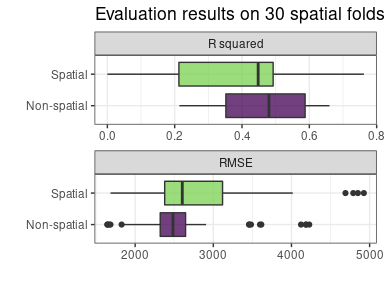 Evaluation results on 30 spatial folds
R squared
Spatial
Non-spatial
0.0 0.2 0.4 0.6 0.8
RMSE
Spatial
Non-spatial
2000 3000 4000 5000